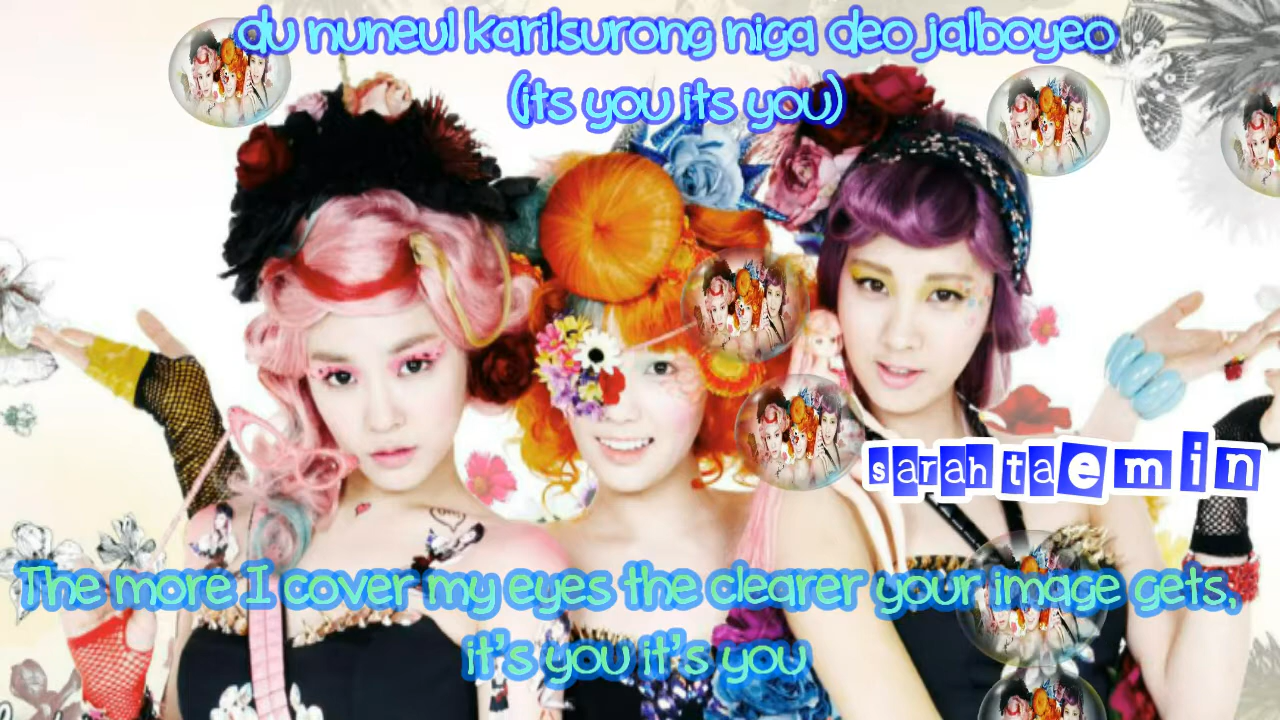 du nuneul karilsurong niga deo jalboyeo
(its you its you)
sarah taemin
The more I cover my eyes the clearer your image gets,
it's you it's you